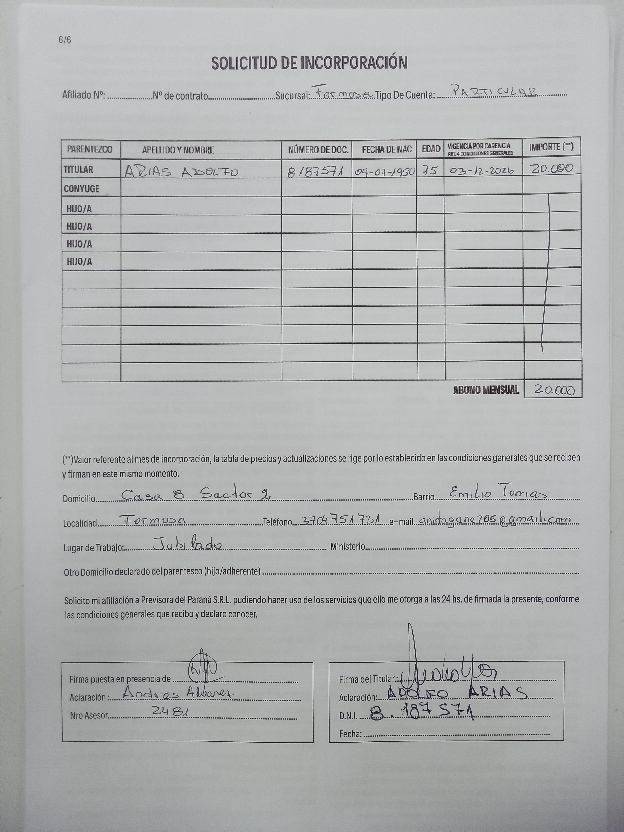 6/6
SOLICITUD DE INCORPORACIÓN
Afiliado Nº: Nº de contrato Sucursal: Formosa Tipo De Cuenta: PARTICULAR
PARENTEZCO APELLIDO Y NOMBRE NÚMERO DE DOC. FECHA DE NAC EDAD VIGENCIA POR CARENCIA IMPORTE (**)
TITULAR ARIAS ADOLFO 8187571 04-01-1950 75 03-12-2026 20.000
CONYUGE
HIJO/A
HIJO/A
HIJO/A
HIJO/A
ABONO MENSUAL 20.000
(**)Valor referente al mes de incorporación, la tabla de precios y actualizaciones se rige por lo establecido en las condiciones generales que se reciben
y firman en este mismo momento.
Domicilio Casa 8 Sector 2 Barrio Emilio Tomas
Localidad Formosa Teléfono e-mail @gmail.com
Lugar de Trabajo: Jubilado Ministerio
Otro Domicilio declarado del parentesco (hijo/adherente)
Solicito mi afiliación a Previsora del Paraná S.R.L. pudiendo hacer uso de los servicios que ello me otorga a las 24 hs. de firmada la presente, conforme
las condiciones generales que recibo y declaro conocer.
Firma puesta en presencia de
Aclaración: Andres Alvarez
Nro Asesor: 2481
Firma del Titular:
Aclaración: ADOLFO ARIAS
D.N.I. 8.187571
Fecha: